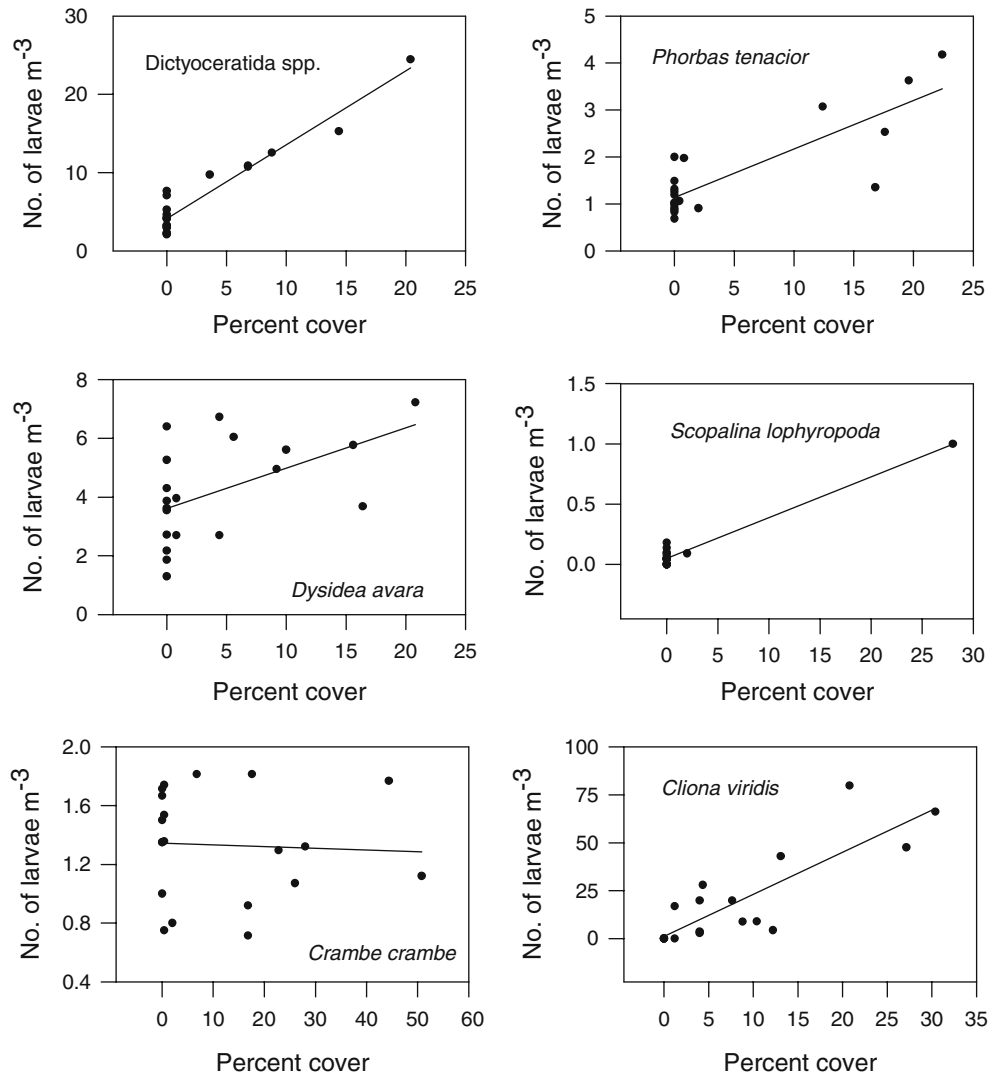 30
20
10
0
No. of larvae m-3
Dictyoceratida spp.
0 5 10 15 20 25
Percent cover
5
4
3
2
1
0
No. of larvae m-3
Phorbas tenacior
0 5 10 15 20 25
Percent cover
8
6
4
2
0
No. of larvae m-3
Dysidea avara
0 5 10 15 20 25
Percent cover
1.5
1.0
0.5
0.0
No. of larvae m-3
Scopalina lophyropoda
0 5 10 15 20 25 30
Percent cover
2.0
1.6
1.2
0.8
0.4
No. of larvae m-3
Crambe crambe
0 10 20 30 40 50 60
Percent cover
100
75
50
25
0
No. of larvae m-3
Cliona viridis
0 5 10 15 20 25 30 35
Percent cover